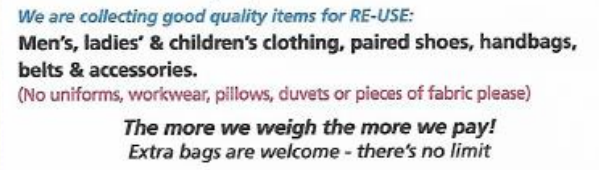 We are collecting good quality items for RE-USE:
Men's, ladies' & children's clothing, paired shoes, handbags,
belts & accessories.
(No uniforms, workwear, pillows, duvets or pieces of fabric please)
The more we weigh the more we pay!
Extra bags are welcome - there's no limit